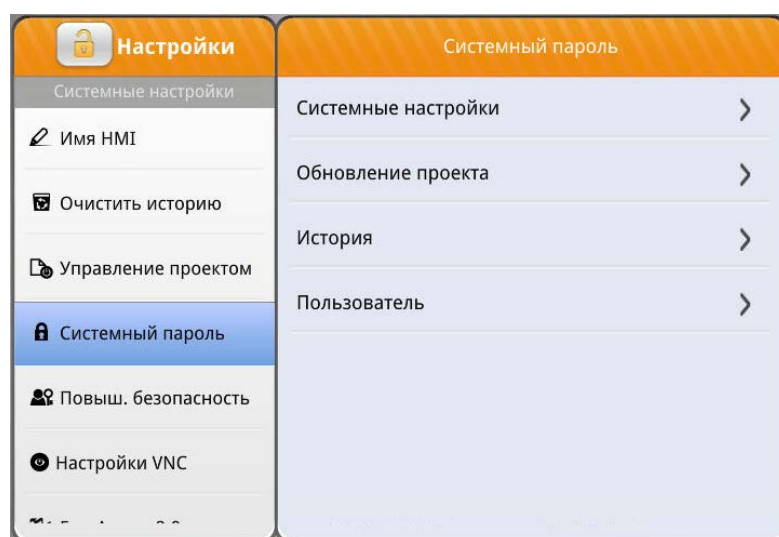 Настройки
Системные настройки
Имя HMI
Очистить историю
Управление проектом
Системный пароль
Повыш. безопасность
Настройки VNC
Системный пароль
Системные настройки
Обновление проекта
История
Пользователь